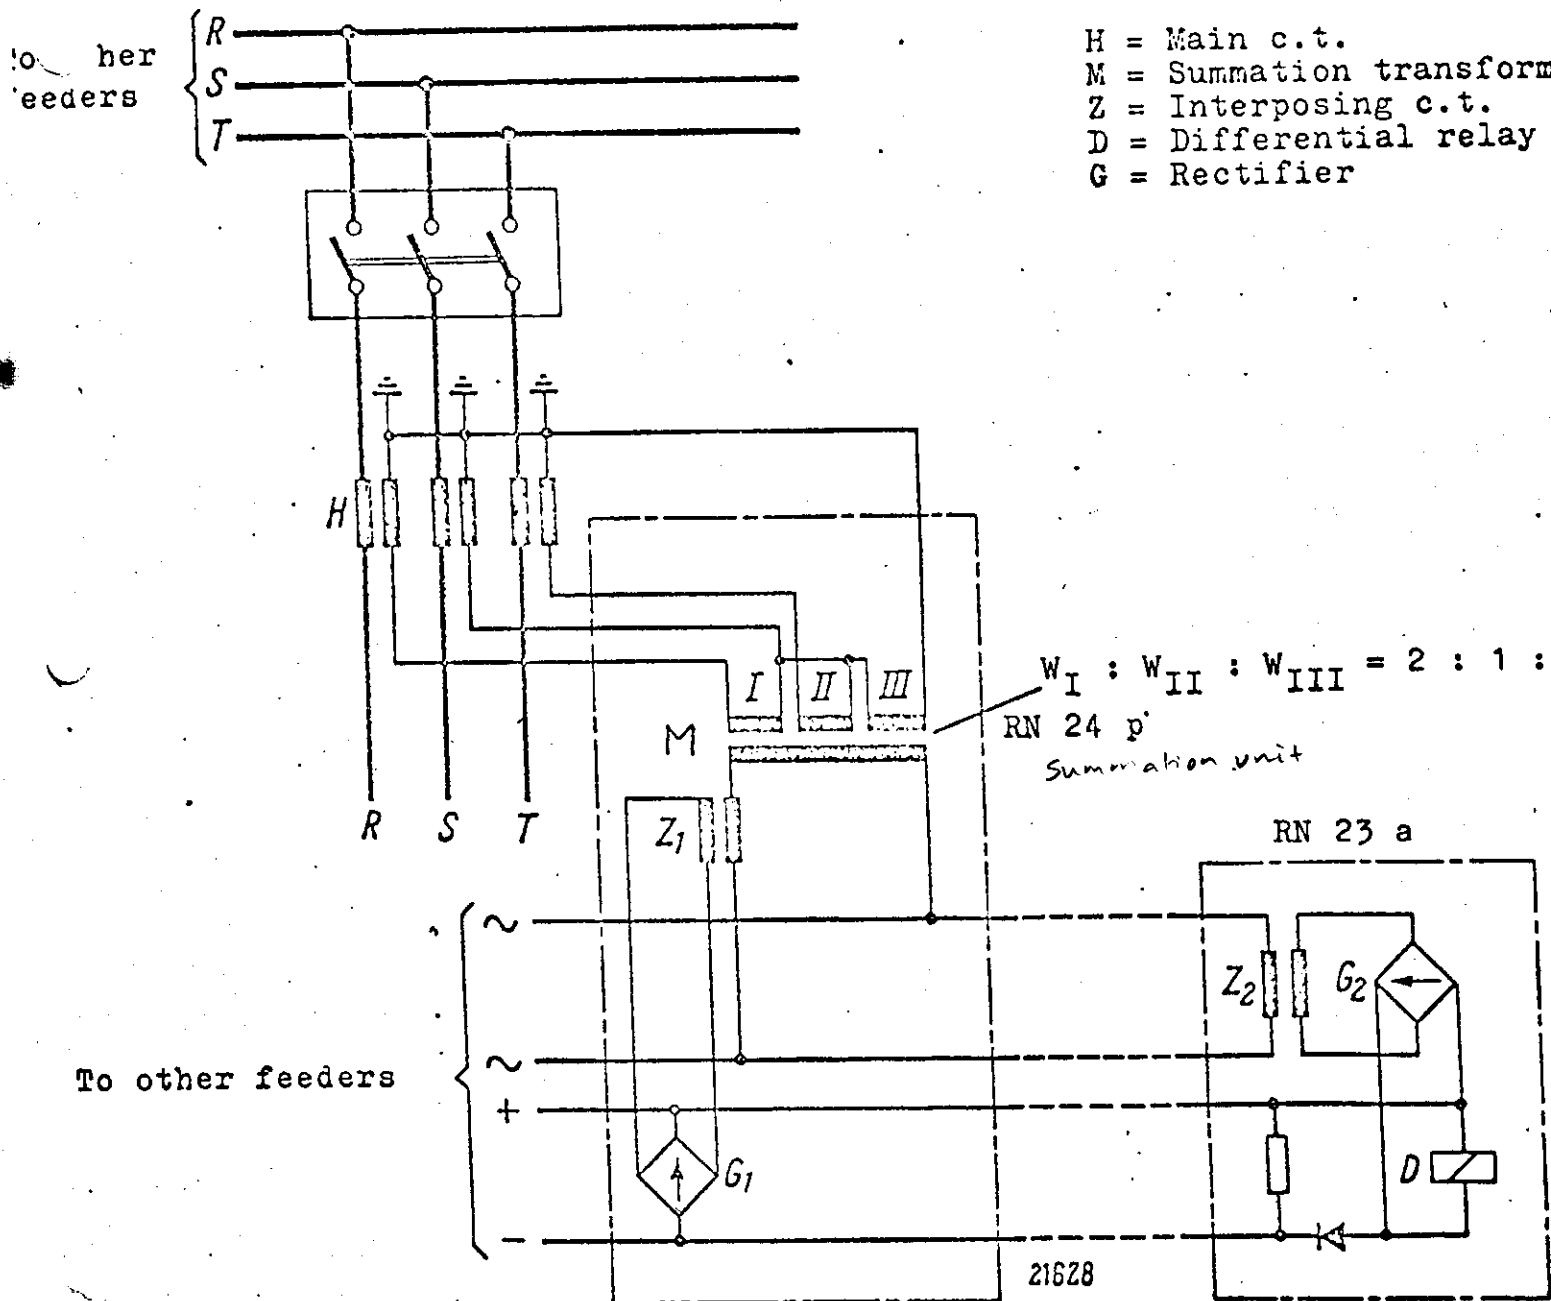 R
her
S
eeders
T
H = Main c.t.
M = Summation transform
Z = Interposing c.t.
D = Differential relay
G = Rectifier
H
I II III
W_I : W_II : W_III = 2 : 1 :
M
RN 24 p
Summation unit
Z1
R S T
RN 23 a
~
Z2
G2
~
To other feeders
+
G1
D
-
21628